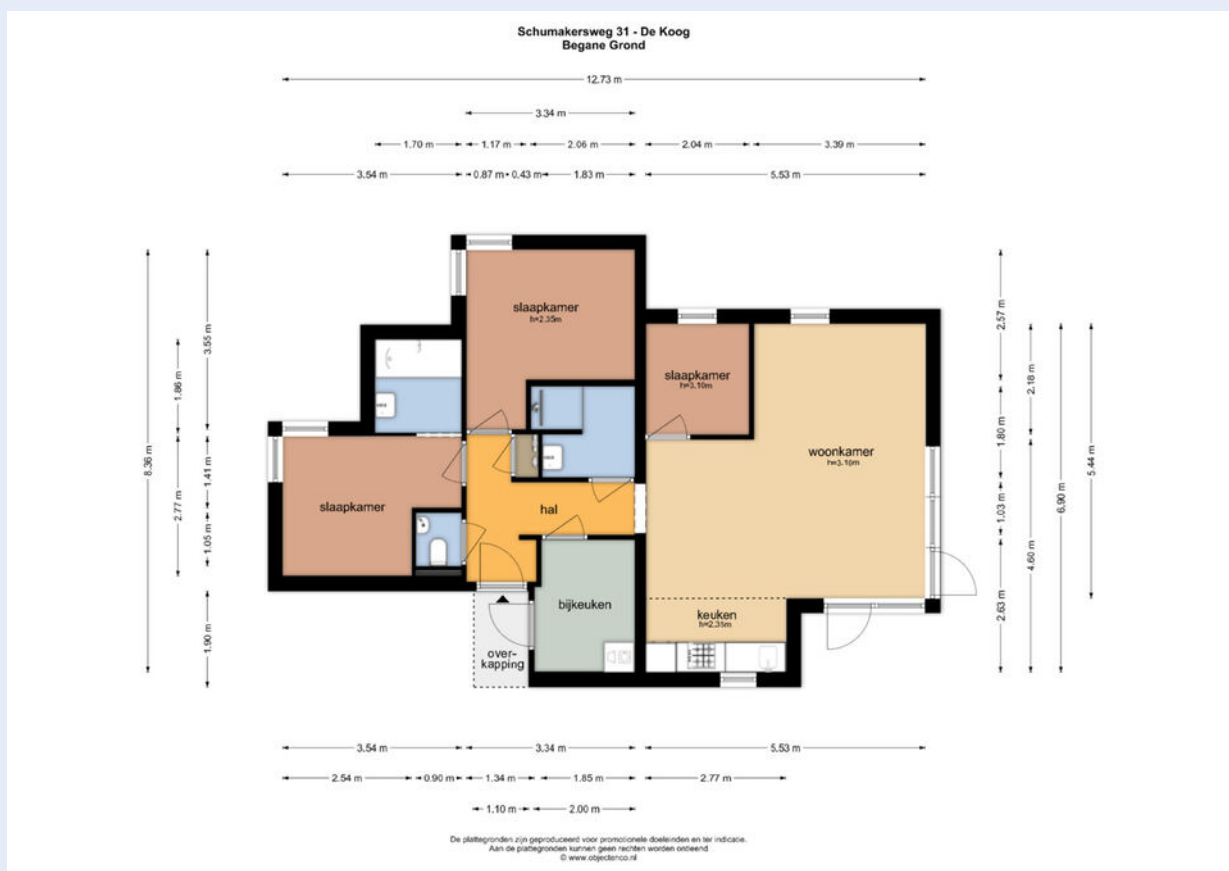 Schumakersweg 31 - De Koog
Begane Grond
12.73 m
3.34 m
1.70 m
1.17 m
2.06 m
2.04 m
3.39 m
3.54 m
0.87 m
0.43 m
1.83 m
5.53 m
8.36 m
3.55 m
1.86 m
1.41 m
2.77 m
1.05 m
1.90 m
slaapkamer
h=2.35m
slaapkamer
h=3.10m
woonkamer
h=3.10m
slaapkamer
hal
bijkeuken
keuken
h=2.35m
over-
kapping
2.57 m
2.18 m
1.80 m
5.44 m
1.03 m
6.90 m
4.60 m
2.63 m
3.54 m
3.34 m
5.53 m
2.54 m
0.90 m
1.34 m
1.85 m
2.77 m
1.10 m
2.00 m
De plattegronden zijn geproduceerd voor promotionele doeleinden en ter indicatie.
Aan de plattegronden kunnen geen rechten worden ontleend
© www.objectenco.nl